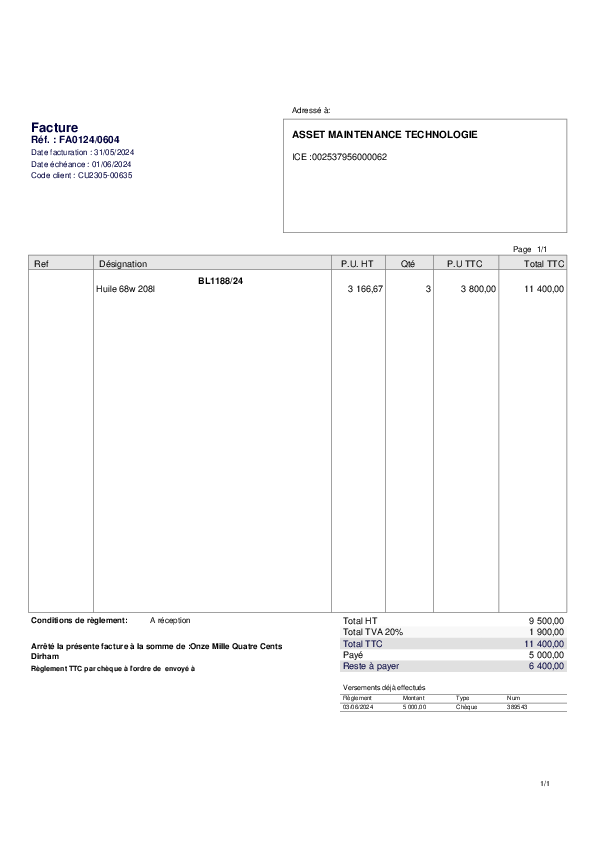 Adressé à:
Facture
Réf. : FA0124/0604
Date facturation : 31/05/2024
Date échéance : 01/06/2024
Code client : CU2305-00635
ASSET MAINTENANCE TECHNOLOGIE
ICE :002537956000062
Page 1/1
Ref Désignation P.U. HT Qté P.U TTC Total TTC
BL1188/24
Huile 68w 208l 3 166,67 3 3 800,00 11 400,00
Conditions de règlement: A réception
Arrêté la présente facture à la somme de :Onze Mille Quatre Cents
Dirham
Règlement TTC par chèque à l'ordre de envoyé à
Total HT 9 500,00
Total TVA 20% 1 900,00
Total TTC 11 400,00
Payé 5 000,00
Reste à payer 6 400,00
Versements déjà effectués
Règlement Montant Type Num
03/06/2024 5 000,00 Chèque 389543
1/1